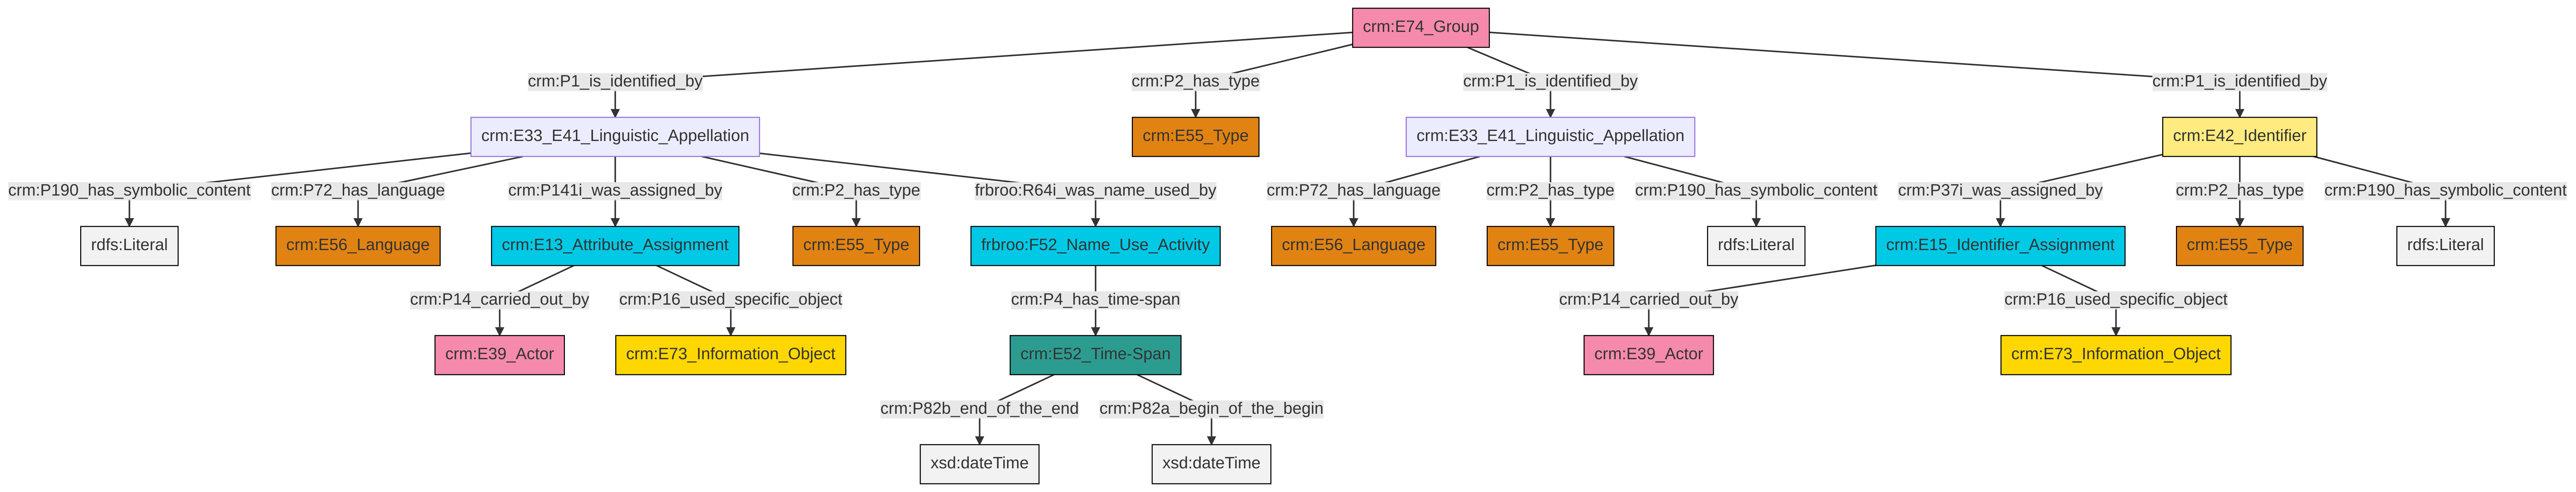 crm:E74_Group
crm:P1_is_identified_by
crm:P2_has_type
crm:P1_is_identified_by
crm:P1_is_identified_by
crm:E33_E41_Linguistic_Appellation
crm:E55_Type
crm:E33_E41_Linguistic_Appellation
crm:E42_Identifier
crm:P190_has_symbolic_content
crm:P72_has_language
crm:P141i_was_assigned_by
crm:P2_has_type
frbroo:R64i_was_name_used_by
crm:P72_has_language
crm:P2_has_type
crm:P190_has_symbolic_content
crm:P37i_was_assigned_by
crm:P2_has_type
crm:P190_has_symbolic_content
rdfs:Literal
crm:E56_Language
crm:E13_Attribute_Assignment
crm:E55_Type
frbroo:F52_Name_Use_Activity
crm:E56_Language
crm:E55_Type
rdfs:Literal
crm:E15_Identifier_Assignment
crm:E55_Type
rdfs:Literal
crm:P14_carried_out_by
crm:P16_used_specific_object
crm:P4_has_time-span
crm:P14_carried_out_by
crm:P16_used_specific_object
crm:E39_Actor
crm:E73_Information_Object
crm:E52_Time-Span
crm:E39_Actor
crm:E73_Information_Object
crm:P82b_end_of_the_end
crm:P82a_begin_of_the_begin
xsd:dateTime
xsd:dateTime